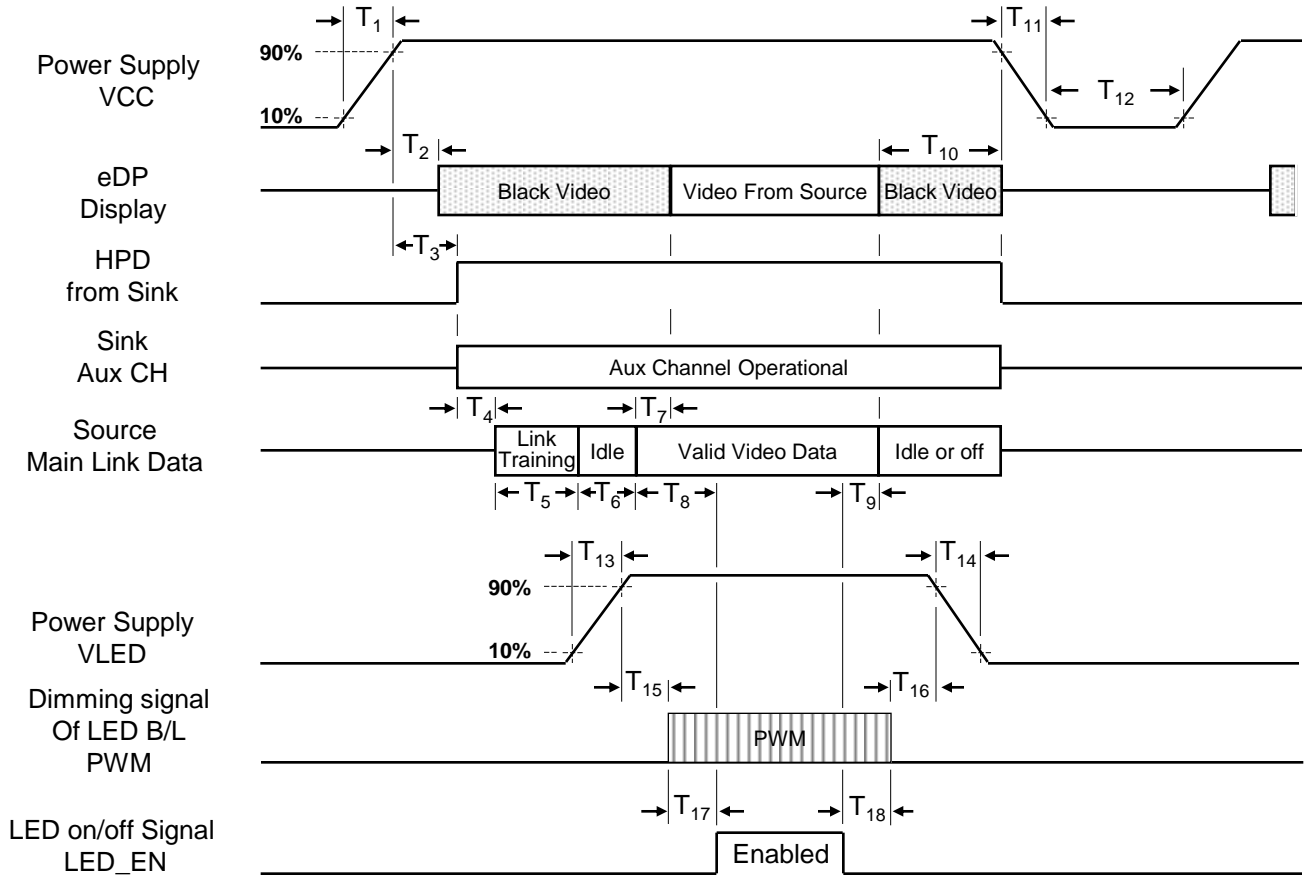 T1
T11
90%
Power Supply
VCC
T12
10%
T2
T10
eDP
Display
Black Video
Video From Source
Black Video
T3
HPD
from Sink
Sink
Aux CH
Aux Channel Operational
T4
T7
Source
Main Link Data
Link
Training
Idle
Valid Video Data
Idle or off
T5
T6
T8
T9
T13
T14
90%
Power Supply
VLED
10%
T15
T16
Dimming signal
Of LED B/L
PWM
PWM
T17
T18
LED on/off Signal
LED_EN
Enabled